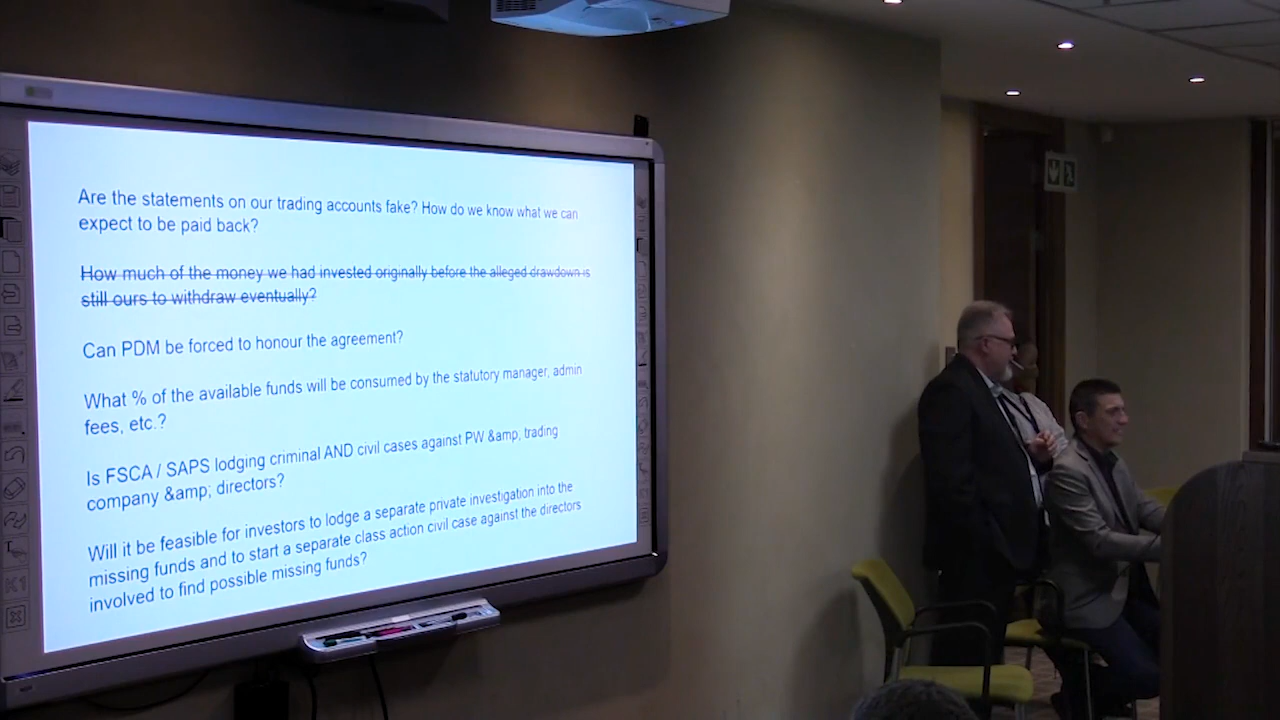 Are the statements on our trading accounts fake? How do we know what we can
expect to be paid back?
How much of the money we had invested originally before the alleged drawdown is
still ours to withdraw eventually?
Can PDM be forced to honour the agreement?
What % of the available funds will be consumed by the statutory manager, admin
fees, etc.?
Is FSCA / SAPS lodging criminal AND civil cases against PW &amp, trading
company &amp; directors?
Will it be feasible for investors to lodge a separate private investigation into the
missing funds and to start a separate class action civil case against the directors
involved to find possible missing funds?